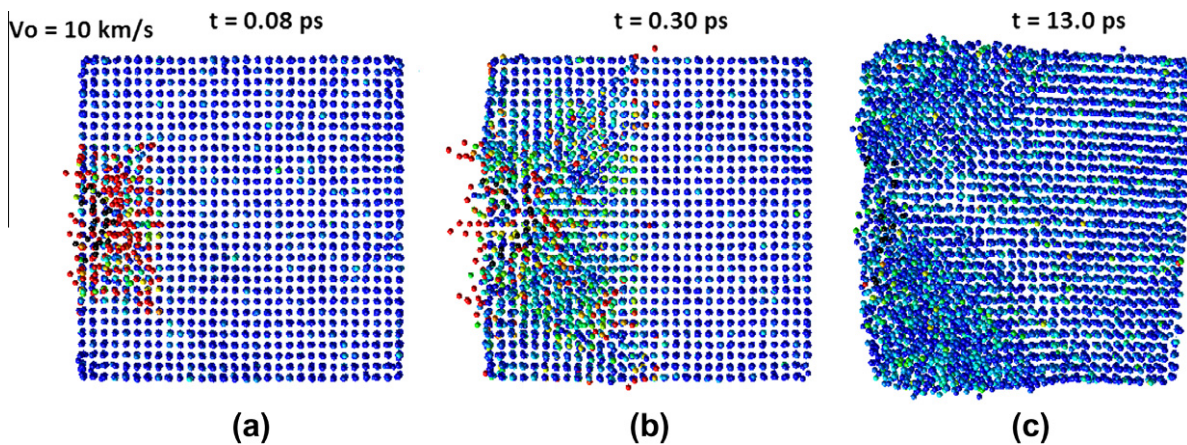 Vo = 10 km/s
t = 0.08 ps
t = 0.30 ps
t = 13.0 ps
(a)
(b)
(c)